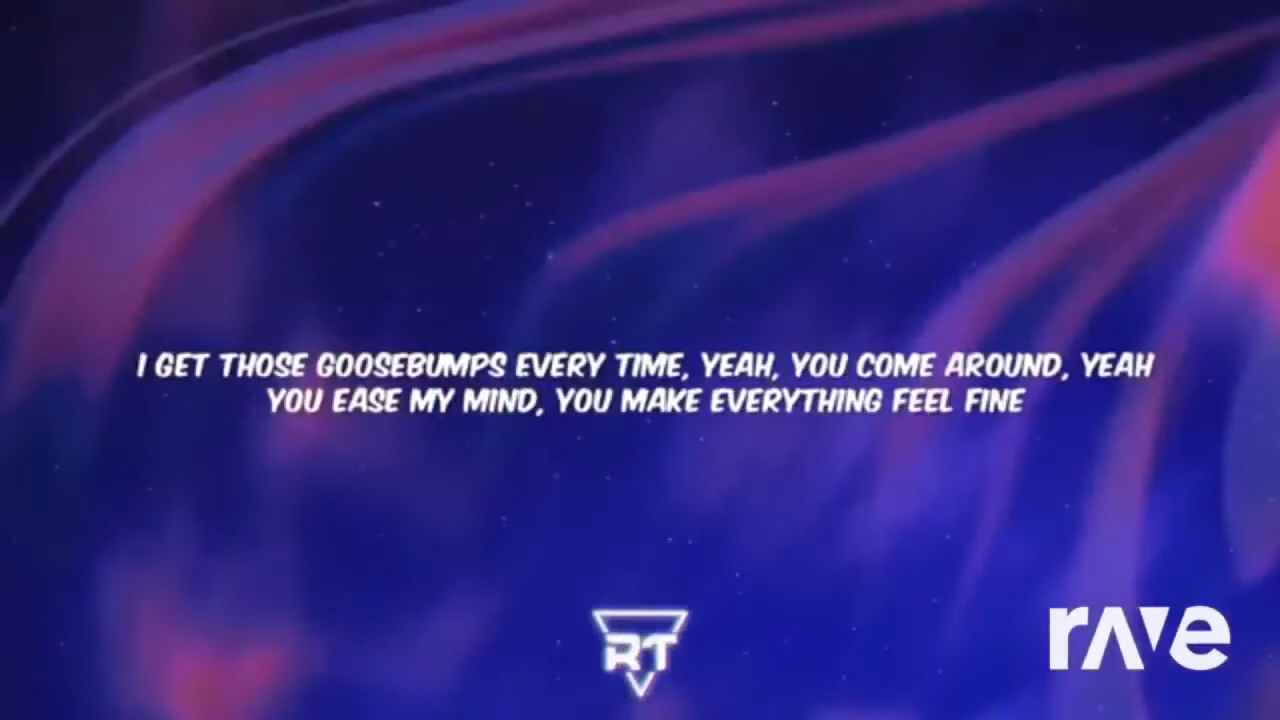 I GET THOSE GOOSEBUMPS EVERY TIME, YEAH, YOU COME AROUND, YEAH
YOU EASE MY MIND, YOU MAKE EVERYTHING FEEL FINE
RT
rave